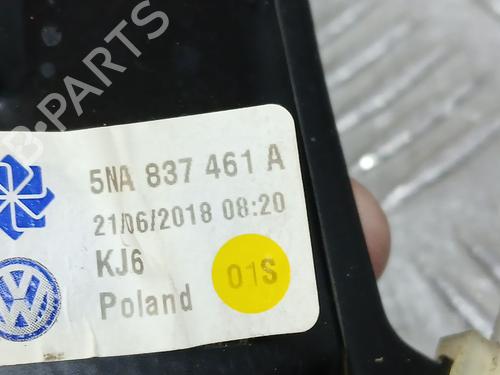 5NA 837 461 A
21/06/2018 08:20
KJ6
01S
Poland
B-PARTS